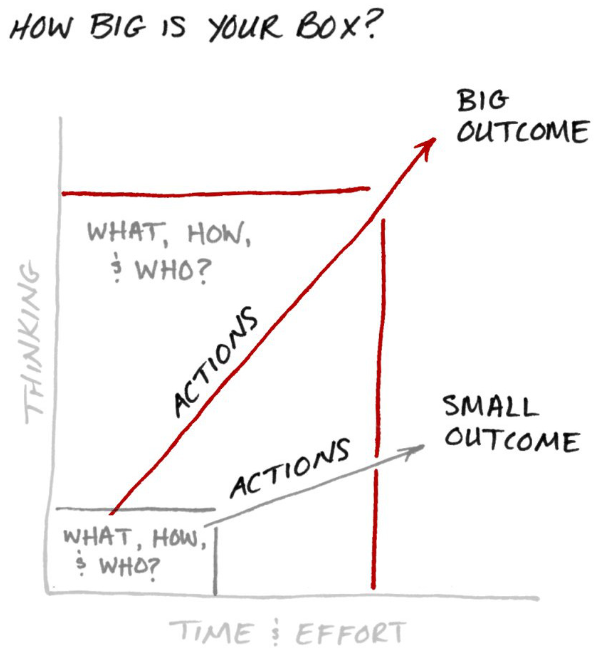 HOW BIG IS YOUR BOX?
BIG
OUTCOME
WHAT, HOW,
& WHO?
THINKING
ACTIONS
SMALL
OUTCOME
ACTIONS
WHAT, HOW,
& WHO?
TIME & EFFORT